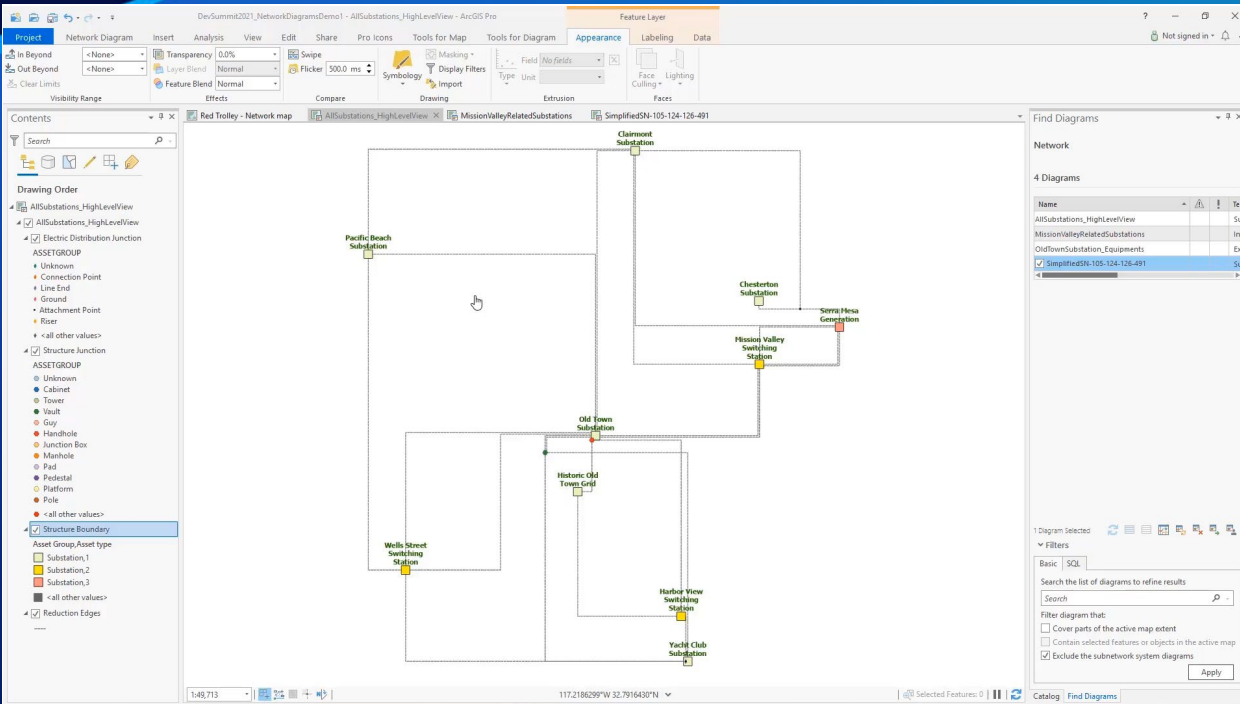 DevSummit2021_NetworkDiagramsDemo1 - AllSubstations_HighLevelView - ArcGIS Pro
Feature Layer
?
Project Network Diagram Insert Analysis View Edit Share Pro Icons Tools for Map Tools for Diagram Appearance Labeling Data
Not signed in
In Beyond <None>
Out Beyond <None>
Clear Limits
Visibility Range
Transparency 0.0%
Layer Blend Normal
Feature Blend Normal
Effects
Swipe
Flicker 500.0 ms
Compare
Symbology
Masking
Display Filters
Import
Drawing
Type
Field No fields
Unit
Extrusion
Face Culling
Lighting
Faces
Contents
Search
Drawing Order
AllSubstations_HighLevelView
AllSubstations_HighLevelView
Electric Distribution Junction
ASSETGROUP
Unknown
Connection Point
Line End
Ground
Attachment Point
Riser
<all other values>
Structure Junction
ASSETGROUP
Unknown
Cabinet
Tower
Vault
Guy
Handhole
Junction Box
Manhole
Pad
Pedestal
Platform
Pole
<all other values>
Structure Boundary
Asset Group,Asset type
Substation,1
Substation,2
Substation,3
<all other values>
Reduction Edges
Red Trolley - Network map
AllSubstations_HighLevelView
MissionValleyRelatedSubstations
SimplifiedSN-105-124-126-491
Clairmont
Substation
Pacific Beach
Substation
Chesterton
Substation
Serra Hesa
Generation
Mission Valley
Switching
Station
Old Town
Substation
Historic Old
Town Grid
Wells Street
Switching
Station
Harbor View
Switching
Station
Yacht Club
Substation
1:49,713
117.2186299°W 32.7916430°N
Selected Features: 0
Find Diagrams
Network
4 Diagrams
Name ! Te
AllSubstations_HighLevelView Su
MissionValleyRelatedSubstations In
OldTownSubstation_Equipments Ex
SimplifiedSN-105-124-126-491 Su
1 Diagram Selected
Filters
Basic SQL
Search the list of diagrams to refine results
Search
Filter diagram that:
Cover parts of the active map extent
Contain selected features or objects in the active map
Exclude the subnetwork system diagrams
Apply
Catalog Find Diagrams